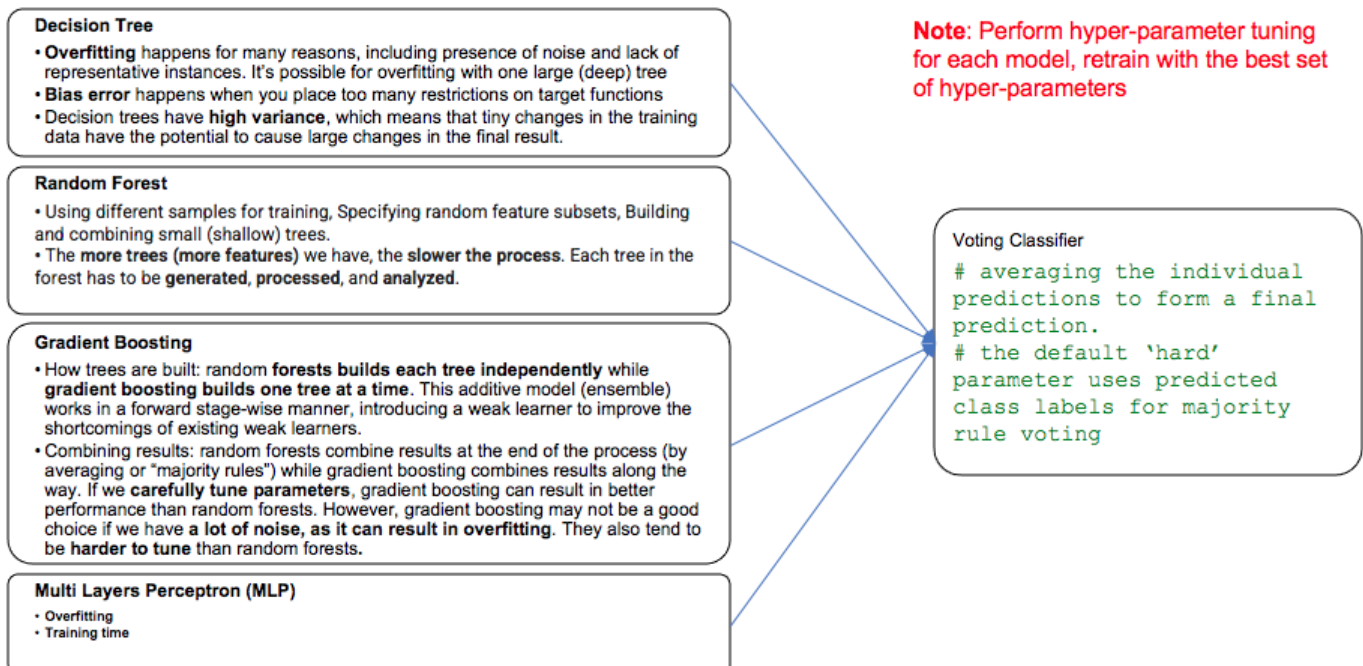 Decision Tree
• Overfitting happens for many reasons, including presence of noise and lack of
representative instances. It's possible for overfitting with one large (deep) tree
• Bias error happens when you place too many restrictions on target functions
• Decision trees have high variance, which means that tiny changes in the training
data have the potential to cause large changes in the final result.
Note: Perform hyper-parameter tuning
for each model, retrain with the best set
of hyper-parameters
Random Forest
• Using different samples for training, Specifying random feature subsets, Building
and combining small (shallow) trees.
• The more trees (more features) we have, the slower the process. Each tree in the
forest has to be generated, processed, and analyzed.
Gradient Boosting
• How trees are built: random forests builds each tree independently while
gradient boosting builds one tree at a time. This additive model (ensemble)
works in a forward stage-wise manner, introducing a weak learner to improve the
shortcomings of existing weak learners.
• Combining results: random forests combine results at the end of the process (by
averaging or “majority rules”) while gradient boosting combines results along the
way. If we carefully tune parameters, gradient boosting can result in better
performance than random forests. However, gradient boosting may not be a good
choice if we have a lot of noise, as it can result in overfitting. They also tend to
be harder to tune than random forests.
Multi Layers Perceptron (MLP)
• Overfitting
• Training time
Voting Classifier
# averaging the individual
predictions to form a final
prediction.
# the default ‘hard’
parameter uses predicted
class labels for majority
rule voting